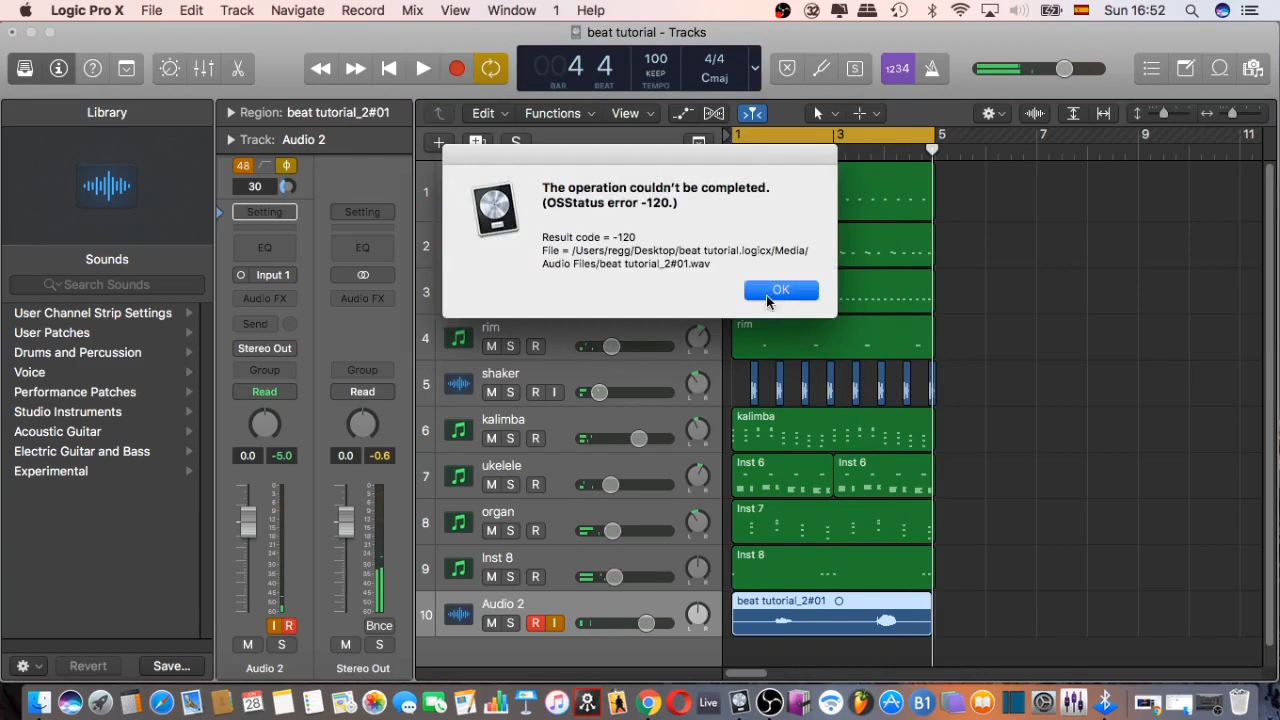 Logic Pro X File Edit Track Navigate Record Mix View Window 1 Help Sun 16:52
beat tutorial - Tracks
004 4 100 4/4
KEEP Cmaj
BAR BEAT TEMPO
1234
Library
Region: beat tutorial_2#01
Edit Functions View
Track: Audio 2
1 3 5 7 9 11
48
30
Setting Setting
EQ EQ
Input 1
Audio FX Audio FX
Send
Stereo Out
Group Group
Read Read
0.0 -5.0 0.0 -0.6
M S M S
I R Bnce
Audio 2 Stereo Out
Sounds
Search Sounds
User Channel Strip Settings
User Patches
Drums and Percussion
Voice
Performance Patches
Studio Instruments
Acoustic Guitar
Electric Guitar and Bass
Experimental
Revert Save...
The operation couldn't be completed.
(OSStatus error -120.)
Result code = -120
File = /Users/regg/Desktop/beat tutorial.logicx/Media/
Audio Files/beat tutorial_2#01.wav
OK
1
2
3
4 rim M S R L R rim
5 shaker M S R I L R
6 kalimba M S R L R kalimba
7 ukelele M S R L R Inst 6 Inst 6
8 organ M S R L R Inst 7
9 Inst 8 M S R L R Inst 8
10 Audio 2 M S R I L R beat tutorial_2#01
28 Live B1